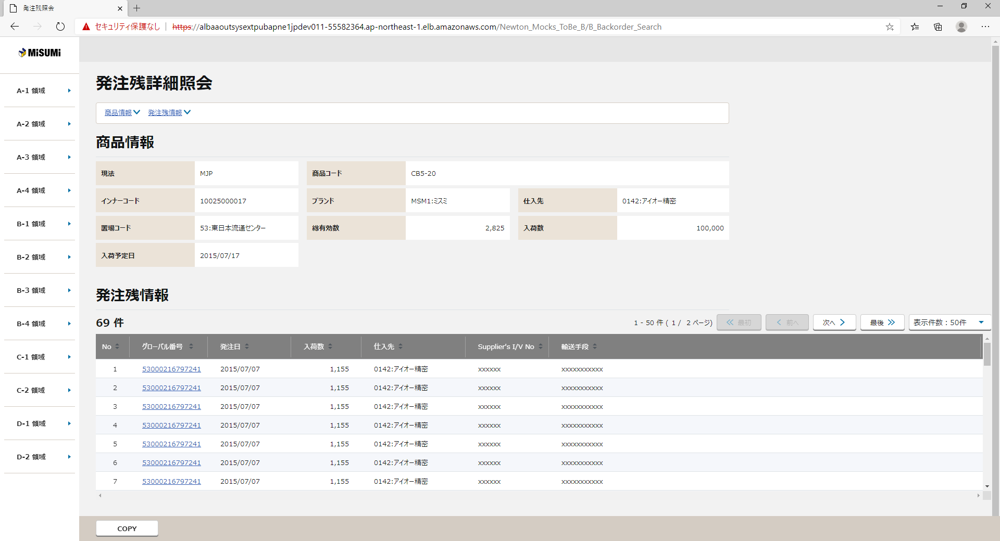 発注残照会
セキュリティ保護なし https://albaaoutsysextpubapne1jpdev011-55582364.ap-northeast-1.elb.amazonaws.com/Newton_Mocks_ToBe_B/B_Backorder_Search
MiSUMi
A-1 領域
A-2 領域
A-3 領域
A-4 領域
B-1 領域
B-2 領域
B-3 領域
B-4 領域
C-1 領域
C-2 領域
D-1 領域
D-2 領域
発注残詳細照会
商品情報 発注残情報
商品情報
現法 MJP 商品コード CB5-20
インナーコード 10025000017 ブランド MSM1:ミスミ 仕入先 0142:アイオー精密
置場コード 53:東日本流通センター 総有効数 2,825 入荷数 100,000
入荷予定日 2015/07/17
発注残情報
69 件 1 - 50 件 ( 1 / 2 ページ) 最初 前へ 次へ 最後 表示件数：50件
No グローバル番号 発注日 入荷数 仕入先 Supplier's I/V No 輸送手段
1 53000216797241 2015/07/07 1,155 0142:アイオー精密 xxxxxx xxxxxxxxxxx
2 53000216797241 2015/07/07 1,155 0142:アイオー精密 xxxxxx xxxxxxxxxxx
3 53000216797241 2015/07/07 1,155 0142:アイオー精密 xxxxxx xxxxxxxxxxx
4 53000216797241 2015/07/07 1,155 0142:アイオー精密 xxxxxx xxxxxxxxxxx
5 53000216797241 2015/07/07 1,155 0142:アイオー精密 xxxxxx xxxxxxxxxxx
6 53000216797241 2015/07/07 1,155 0142:アイオー精密 xxxxxx xxxxxxxxxxx
7 53000216797241 2015/07/07 1,155 0142:アイオー精密 xxxxxx xxxxxxxxxxx
COPY